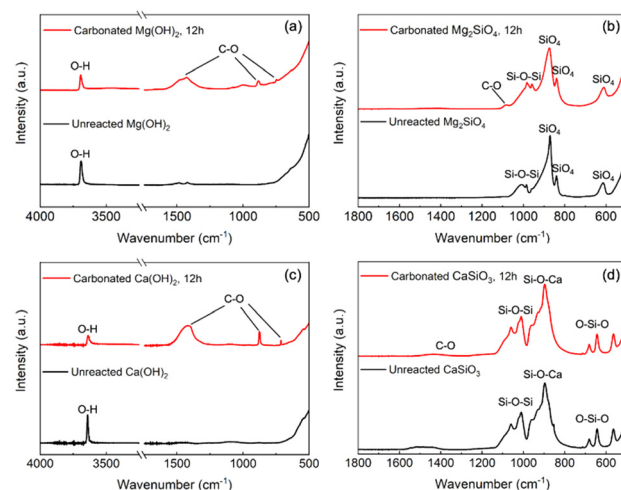 (a)
Carbonated Mg(OH)2, 12h
C-O
O-H
Unreacted Mg(OH)2
O-H
Intensity (a.u.)
4000 3500 1500 1000 500
Wavenumber (cm-1)
(b)
Carbonated Mg2SiO4, 12h
SiO4
Si-O-Si
SiO4
SiO4
C-O
Unreacted Mg2SiO4
SiO4
Si-O-Si
SiO4
SiO4
Intensity (a.u.)
1800 1600 1400 1200 1000 800 600
Wavenumber (cm-1)
(c)
Carbonated Ca(OH)2, 12h
C-O
O-H
Unreacted Ca(OH)2
O-H
Intensity (a.u.)
4000 3500 1500 1000 500
Wavenumber (cm-1)
(d)
Carbonated CaSiO3, 12h
Si-O-Ca
Si-O-Si
O-Si-O
C-O
Unreacted CaSiO3
Si-O-Ca
Si-O-Si
O-Si-O
Intensity (a.u.)
1800 1600 1400 1200 1000 800 600
Wavenumber (cm-1)